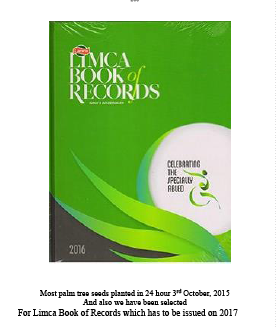 Limca
LIMCA
BOOK of
RECORDS
CELEBRATING
THE
SPECIALLY
ABLED
2016
Most palm tree seeds planted in 24 hour 3rd October, 2015
And also we have been selected
For Limca Book of Records which has to be issued on 2017